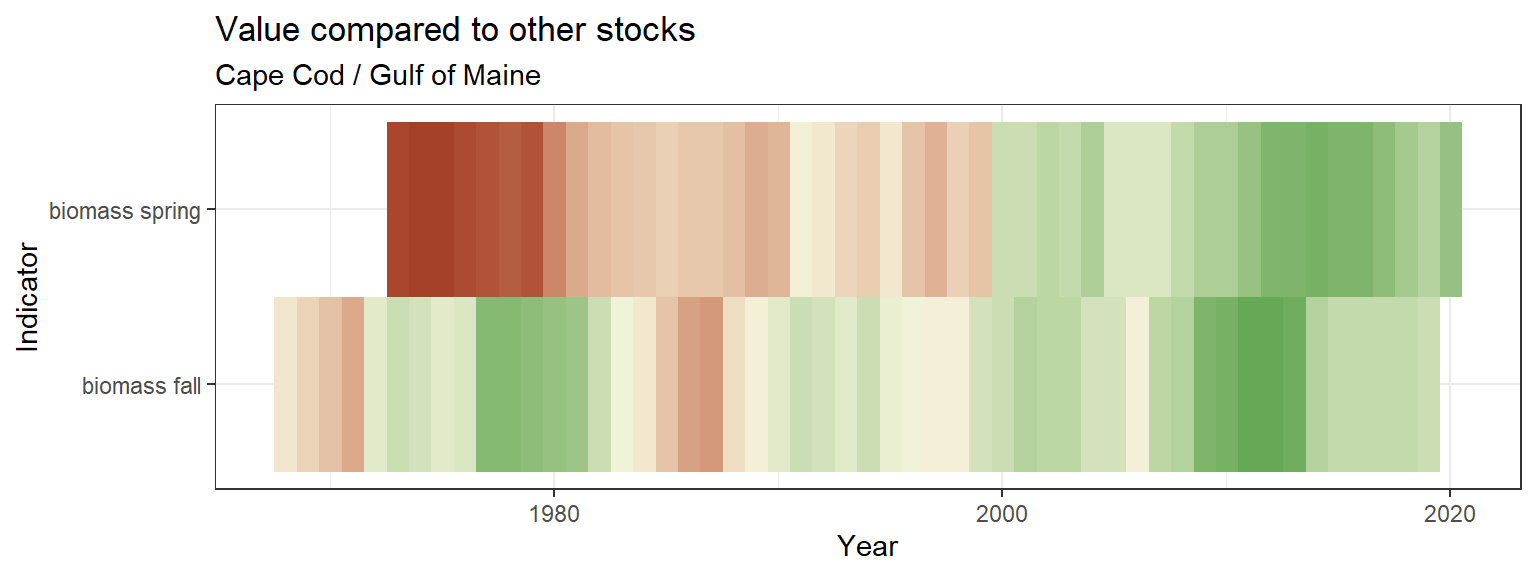 Value compared to other stocks
Cape Cod / Gulf of Maine
Indicator
biomass spring
biomass fall
1980
2000
2020
Year